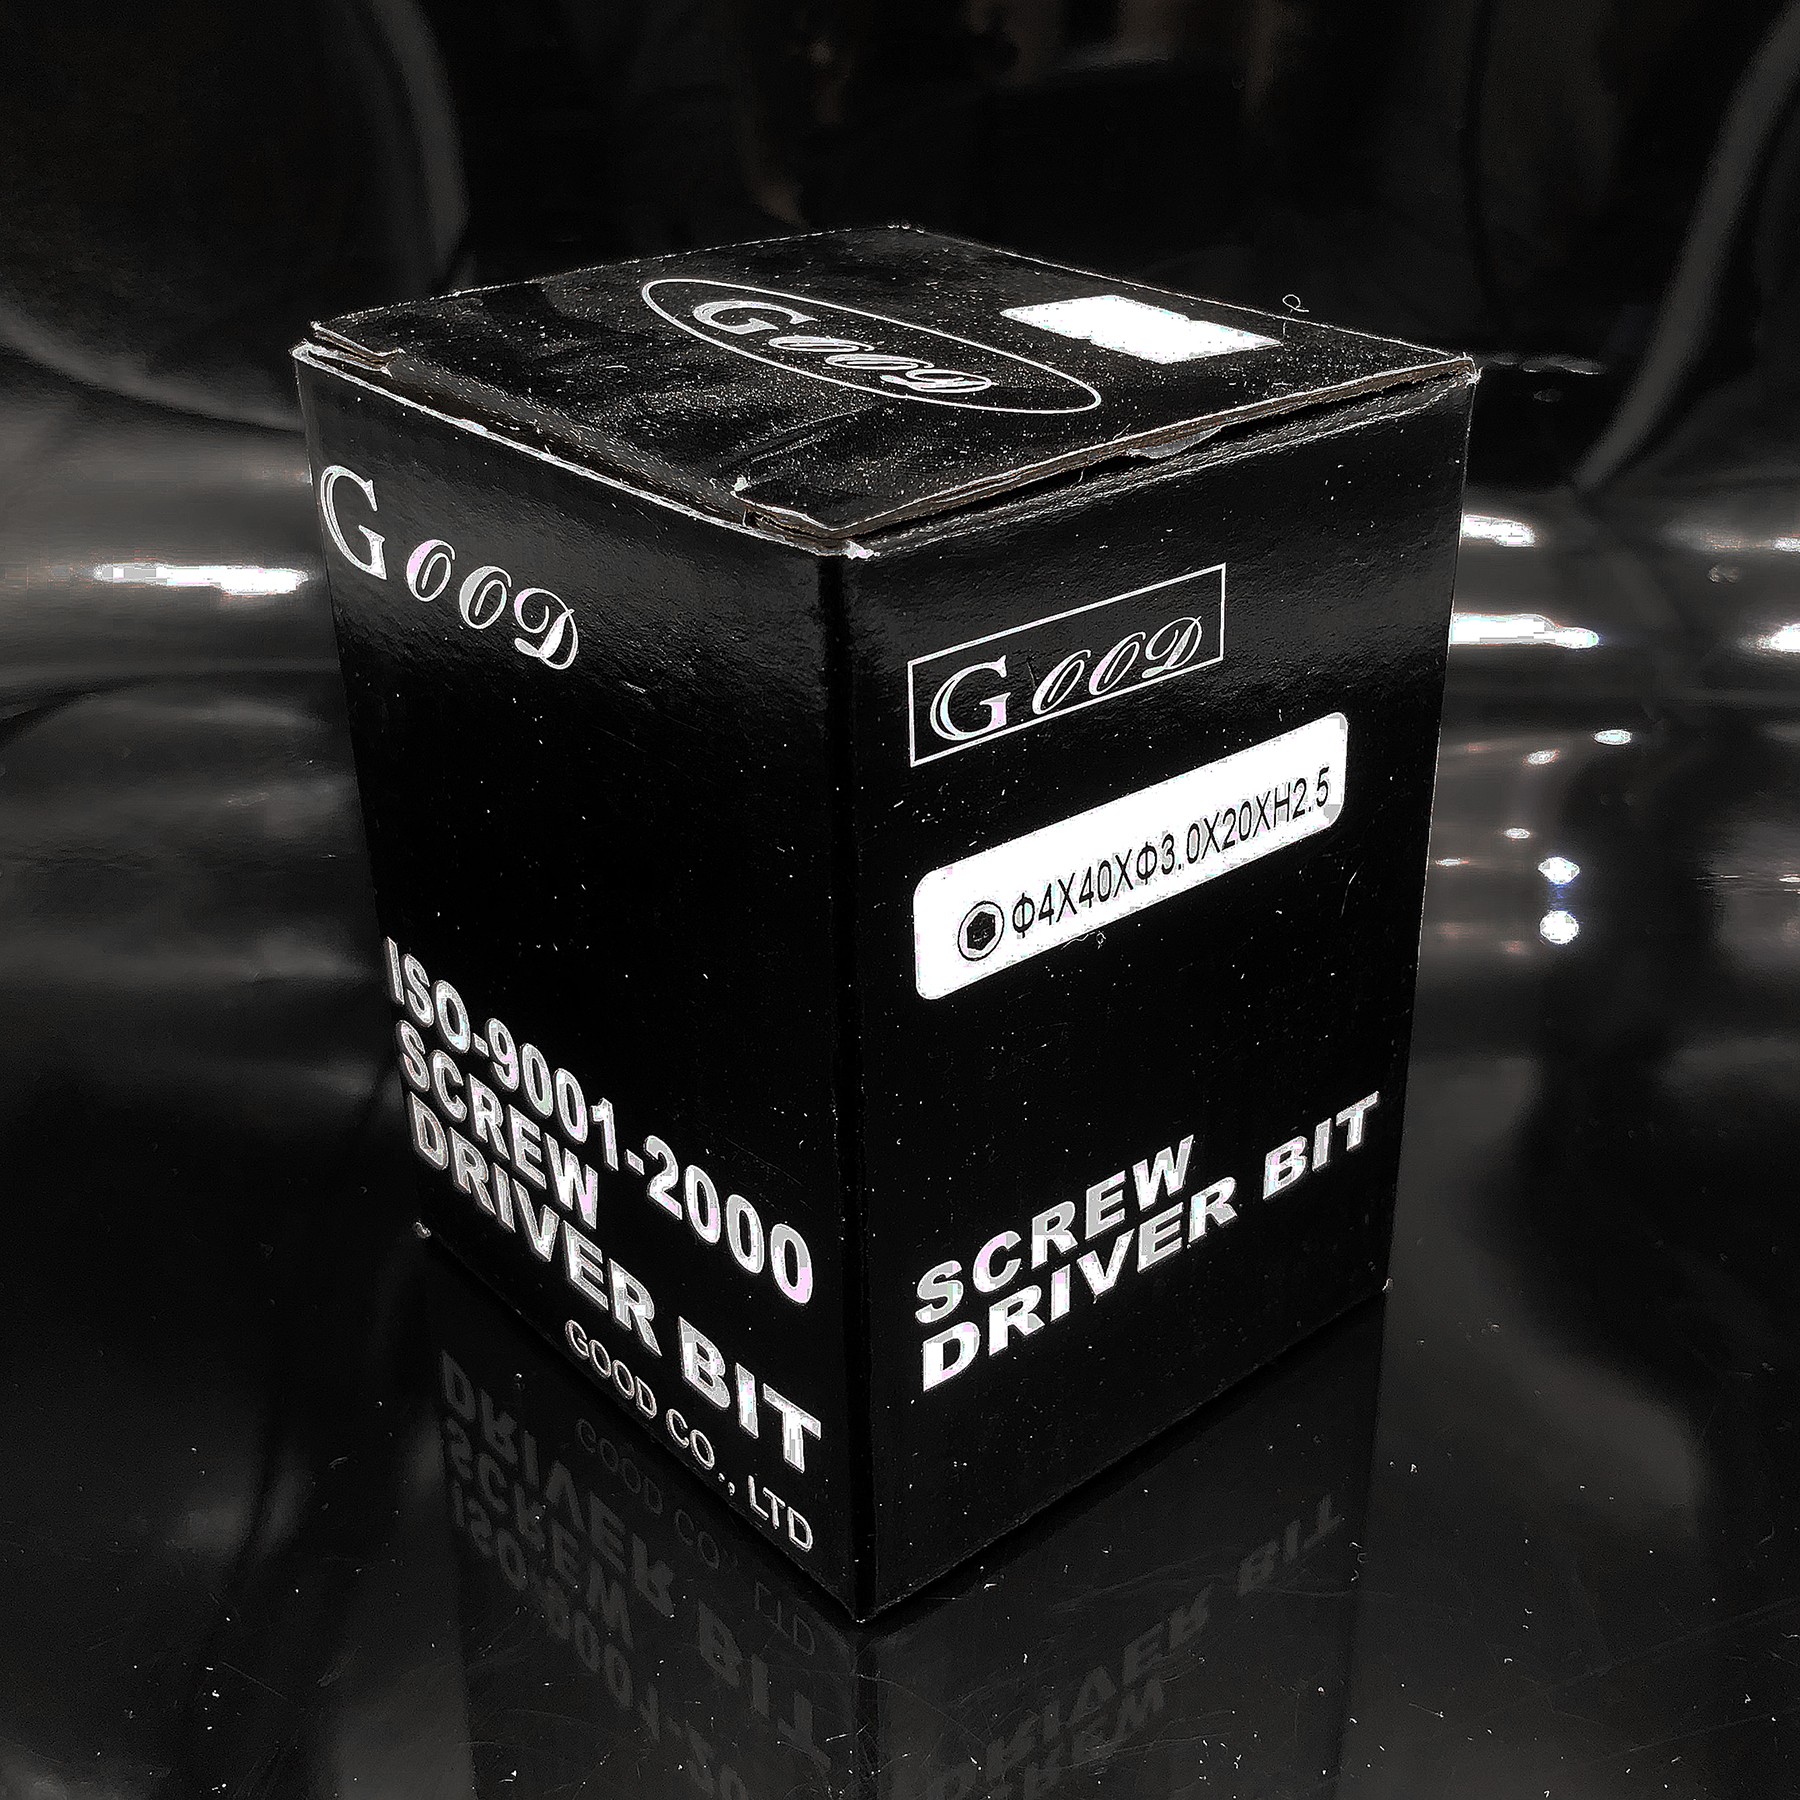 GOOD
GOOD
ISO-9001-2000
SCREW
DRIVER BIT
GOOD CO., LTD
GOOD
Φ4X40XΦ3.0X20XH2.5
SCREW
DRIVER BIT